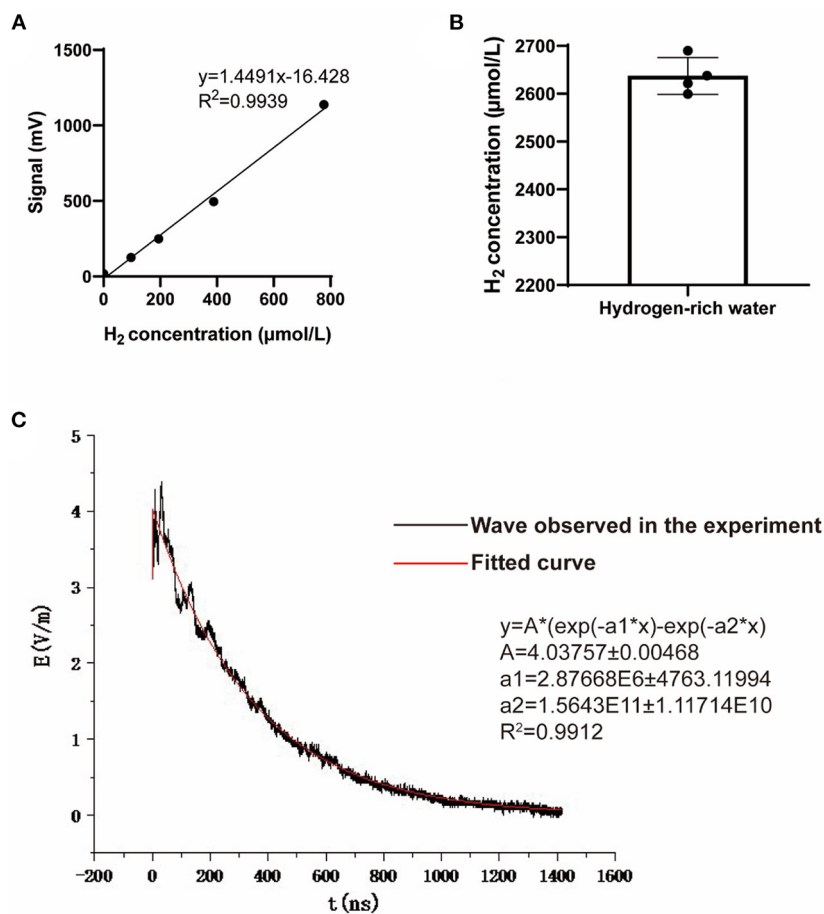 A
1500
1000
500
0
0 200 400 600 800
Signal (mV)
H2 concentration (μmol/L)
y=1.4491x-16.428
R²=0.9939
B
2700
2600
2500
2400
2300
2200
H2 concentration (μmol/L)
Hydrogen-rich water
C
5
4
3
2
1
0
E(V/m)
-200 0 200 400 600 800 1000 1200 1400 1600
t(ns)
Wave observed in the experiment
Fitted curve
y=A*(exp(-a1*x)-exp(-a2*x)
A=4.03757±0.00468
a1=2.87668E6±4763.11994
a2=1.5643E11±1.11714E10
R²=0.9912